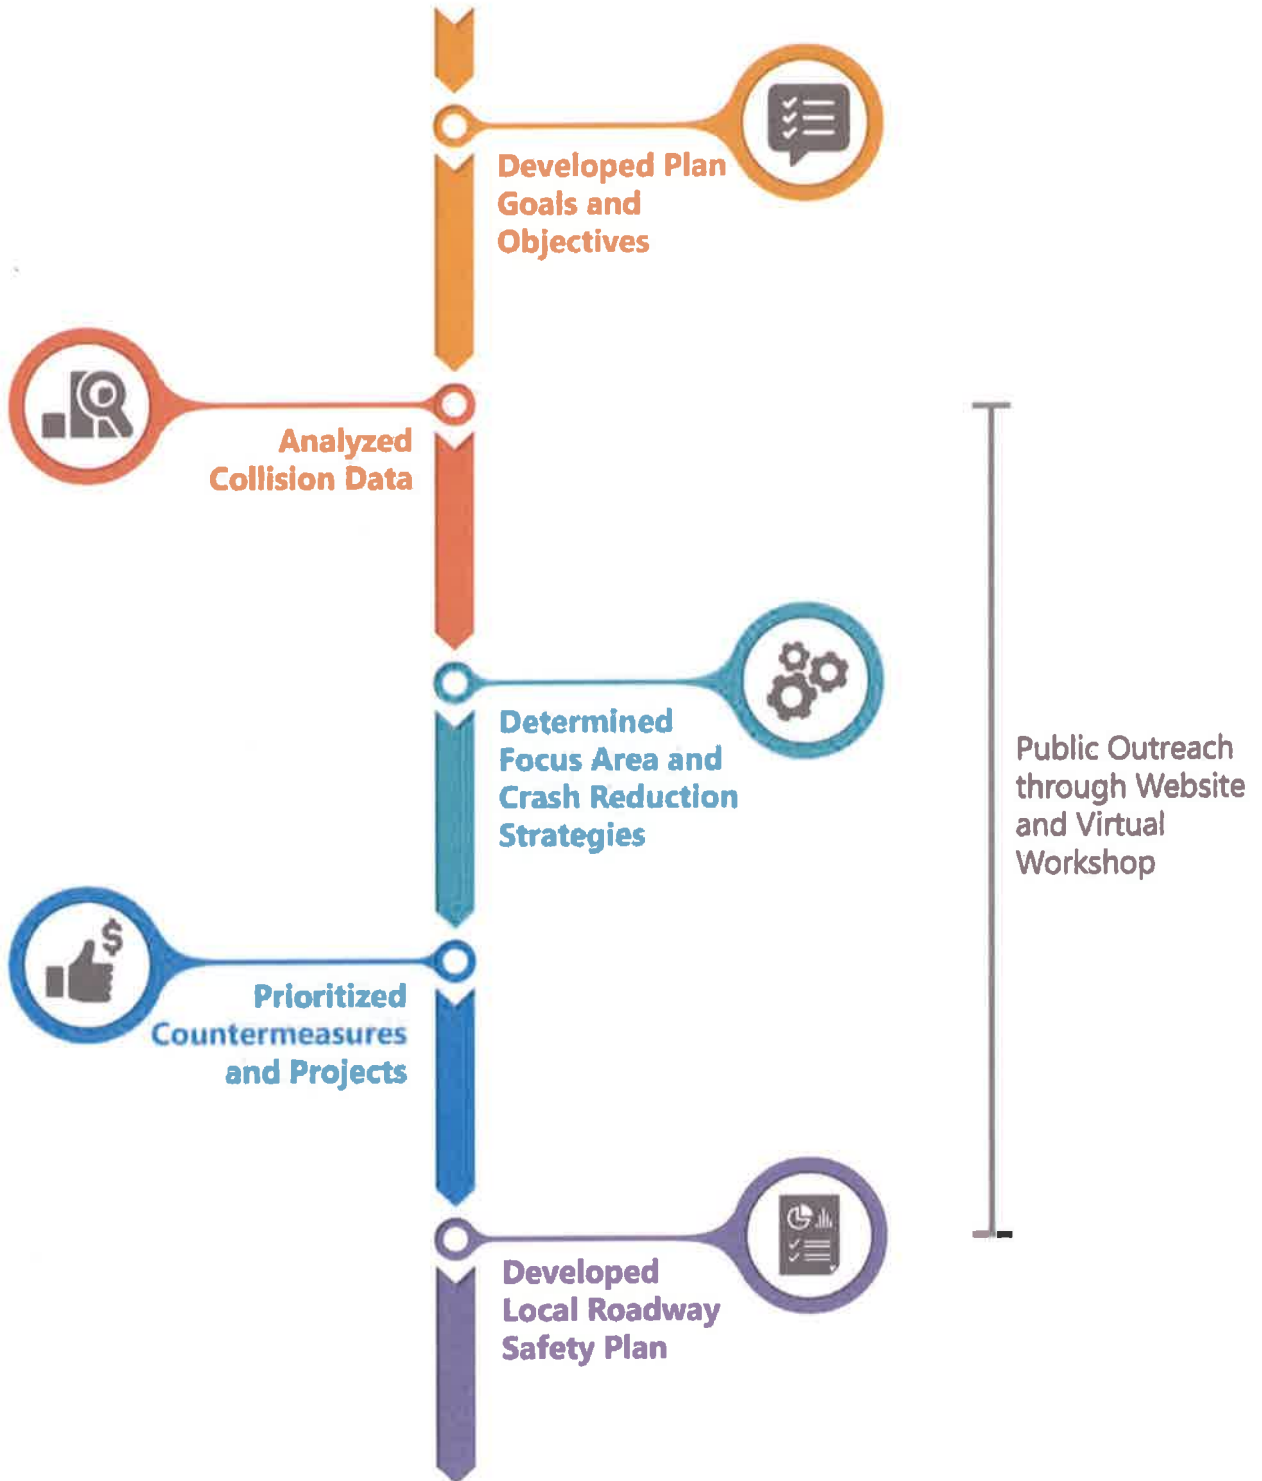 Developed Plan
Goals and
Objectives
Analyzed
Collision Data
Determined
Focus Area and
Crash Reduction
Strategies
Public Outreach
through Website
and Virtual
Workshop
$
Prioritized
Countermeasures
and Projects
Developed
Local Roadway
Safety Plan